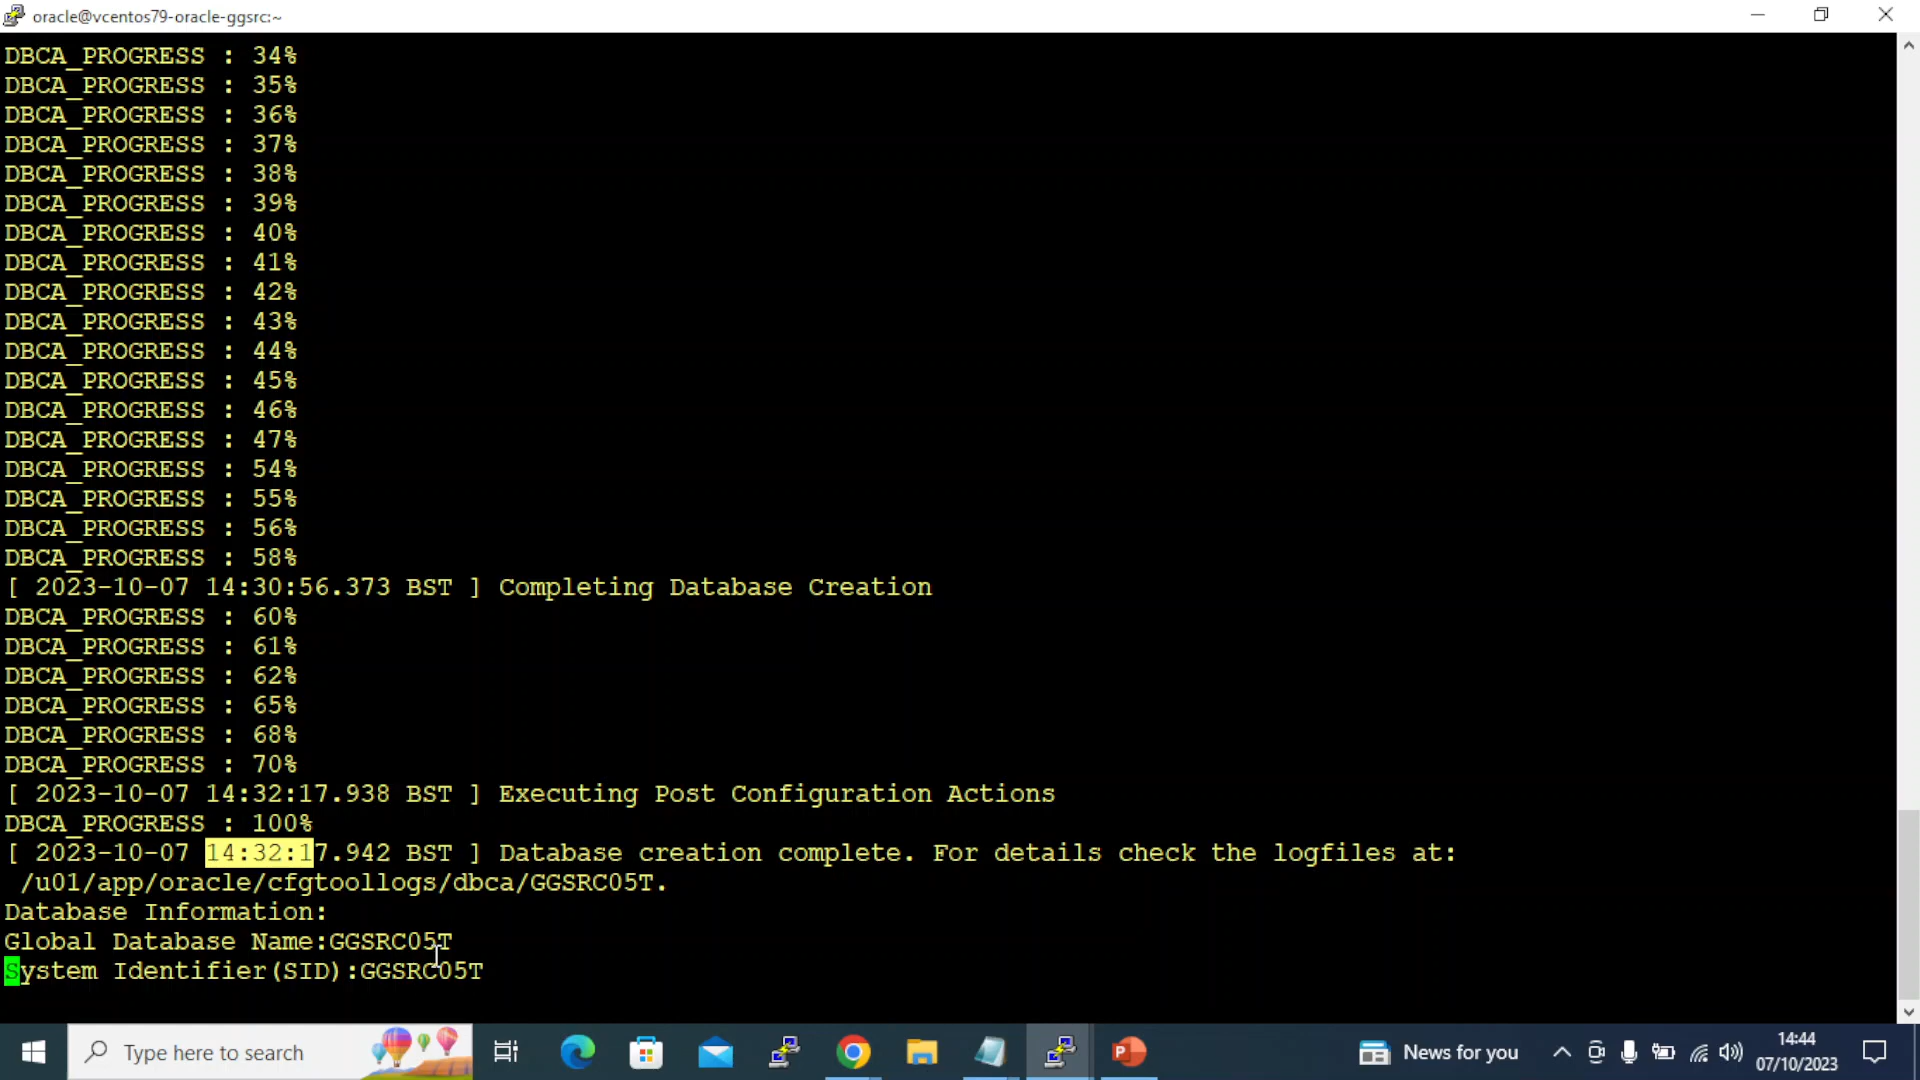 oracle@vcentos79-oracle-ggsrc:~
DBCA_PROGRESS : 34%
DBCA_PROGRESS : 35%
DBCA_PROGRESS : 36%
DBCA_PROGRESS : 37%
DBCA_PROGRESS : 38%
DBCA_PROGRESS : 39%
DBCA_PROGRESS : 40%
DBCA_PROGRESS : 41%
DBCA_PROGRESS : 42%
DBCA_PROGRESS : 43%
DBCA_PROGRESS : 44%
DBCA_PROGRESS : 45%
DBCA_PROGRESS : 46%
DBCA_PROGRESS : 47%
DBCA_PROGRESS : 54%
DBCA_PROGRESS : 55%
DBCA_PROGRESS : 56%
DBCA_PROGRESS : 58%
[ 2023-10-07 14:30:56.373 BST ] Completing Database Creation
DBCA_PROGRESS : 60%
DBCA_PROGRESS : 61%
DBCA_PROGRESS : 62%
DBCA_PROGRESS : 65%
DBCA_PROGRESS : 68%
DBCA_PROGRESS : 70%
[ 2023-10-07 14:32:17.938 BST ] Executing Post Configuration Actions
DBCA_PROGRESS : 100%
[ 2023-10-07 14:32:17.942 BST ] Database creation complete. For details check the logfiles at:
 /u01/app/oracle/cfgtoollogs/dbca/GGSRC05T.
Database Information:
Global Database Name:GGSRC05T
System Identifier(SID):GGSRC05T
Type here to search
News for you
14:44
07/10/2023